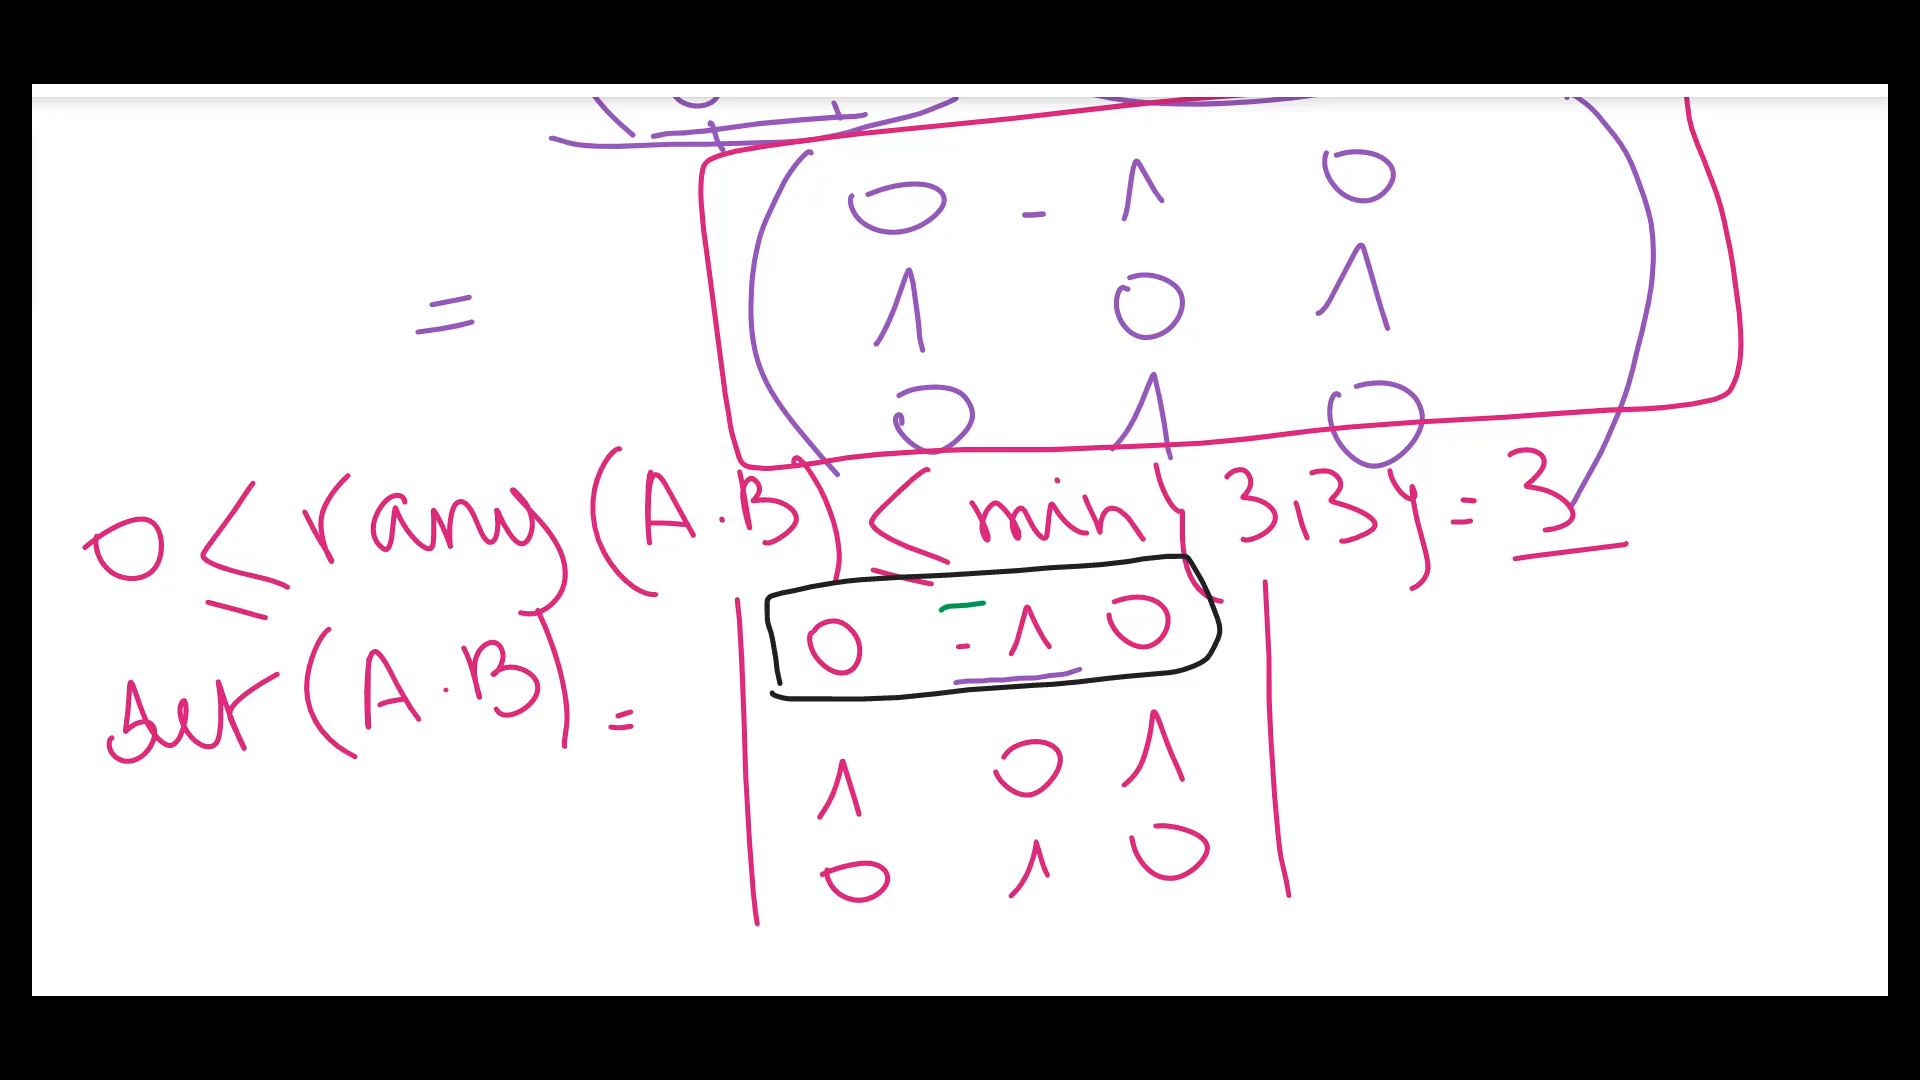 0 -1 0
= 1 0 1
0 1 0
0 ≤ rang (A.B) ≤ min{3,3} = 3
det (A.B) = | 0 -1 0 |
| 1 0 1 |
| 0 1 0 |